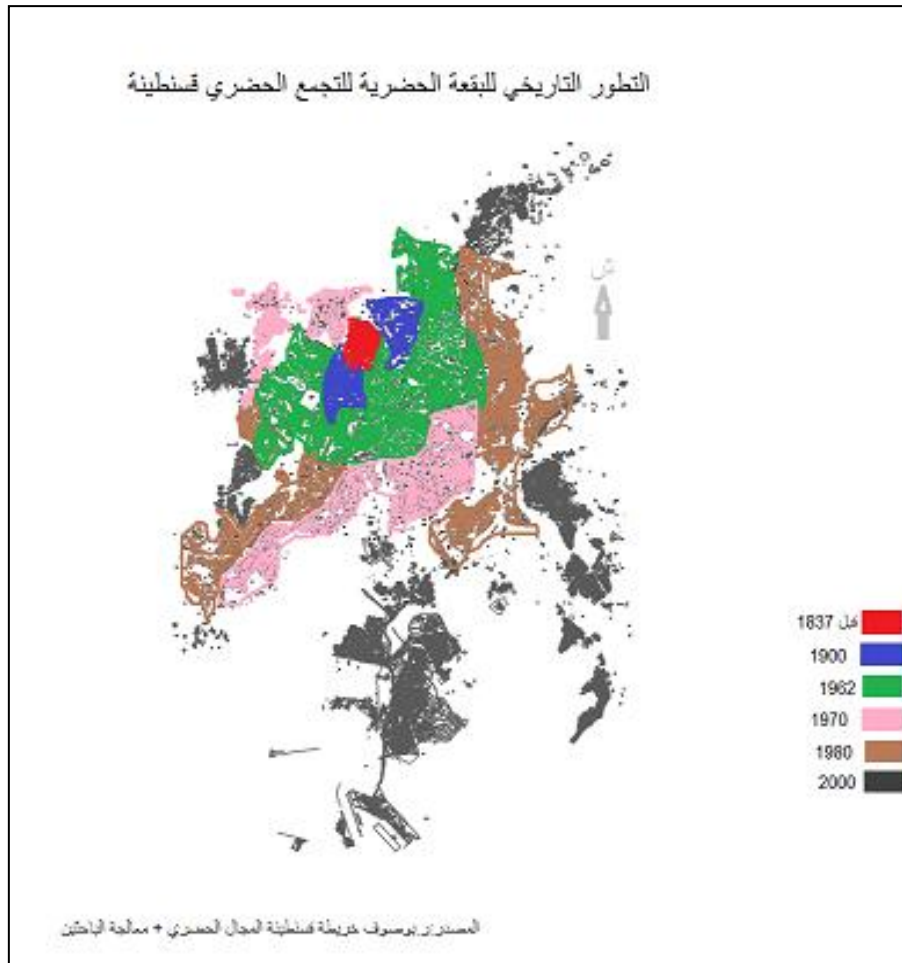 التطور التاريخي للبقعة الحضرية للتجمع الحضري قسنطينة
ش
قبل 1837
1900
1962
1970
1980
2000
المصدر:ر بوصوف خريطة قسنطينة المجال الحضري + معالجة الباحثين